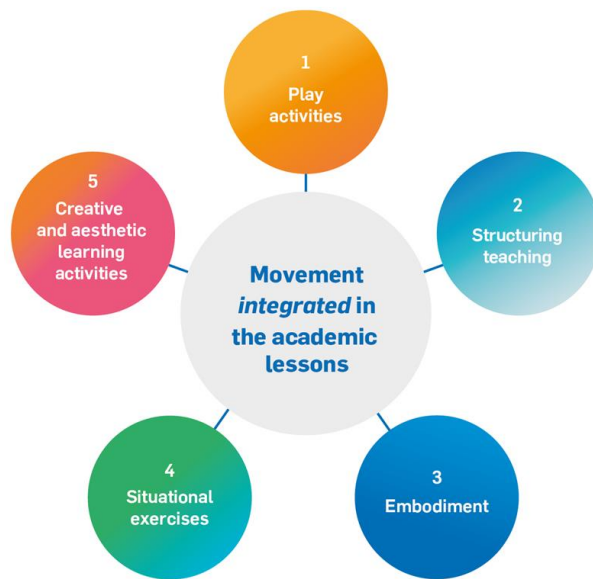 1
Play
activities
2
Structuring
teaching
3
Embodiment
4
Situational
exercises
5
Creative
and aesthetic
learning
activities
Movement
integrated in
the academic
lessons